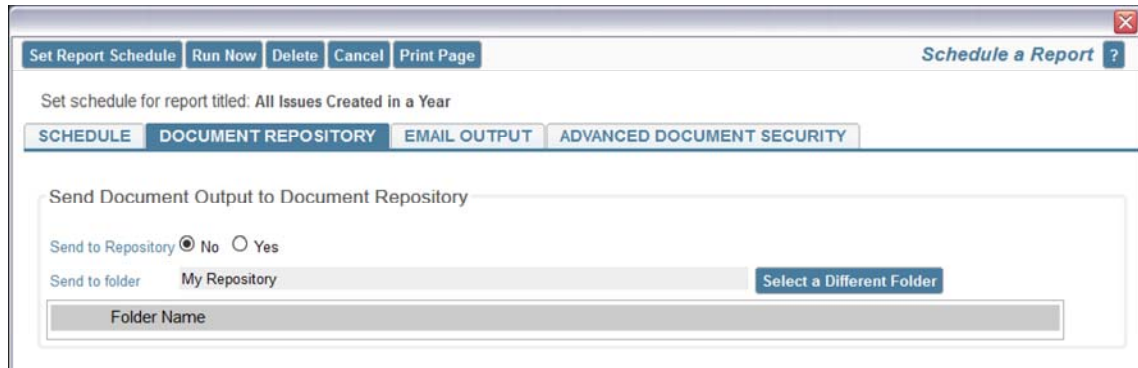 Set Report Schedule Run Now Delete Cancel Print Page Schedule a Report ?
Set schedule for report titled: All Issues Created in a Year
SCHEDULE DOCUMENT REPOSITORY EMAIL OUTPUT ADVANCED DOCUMENT SECURITY
Send Document Output to Document Repository
Send to Repository No Yes
Send to folder My Repository Select a Different Folder
Folder Name